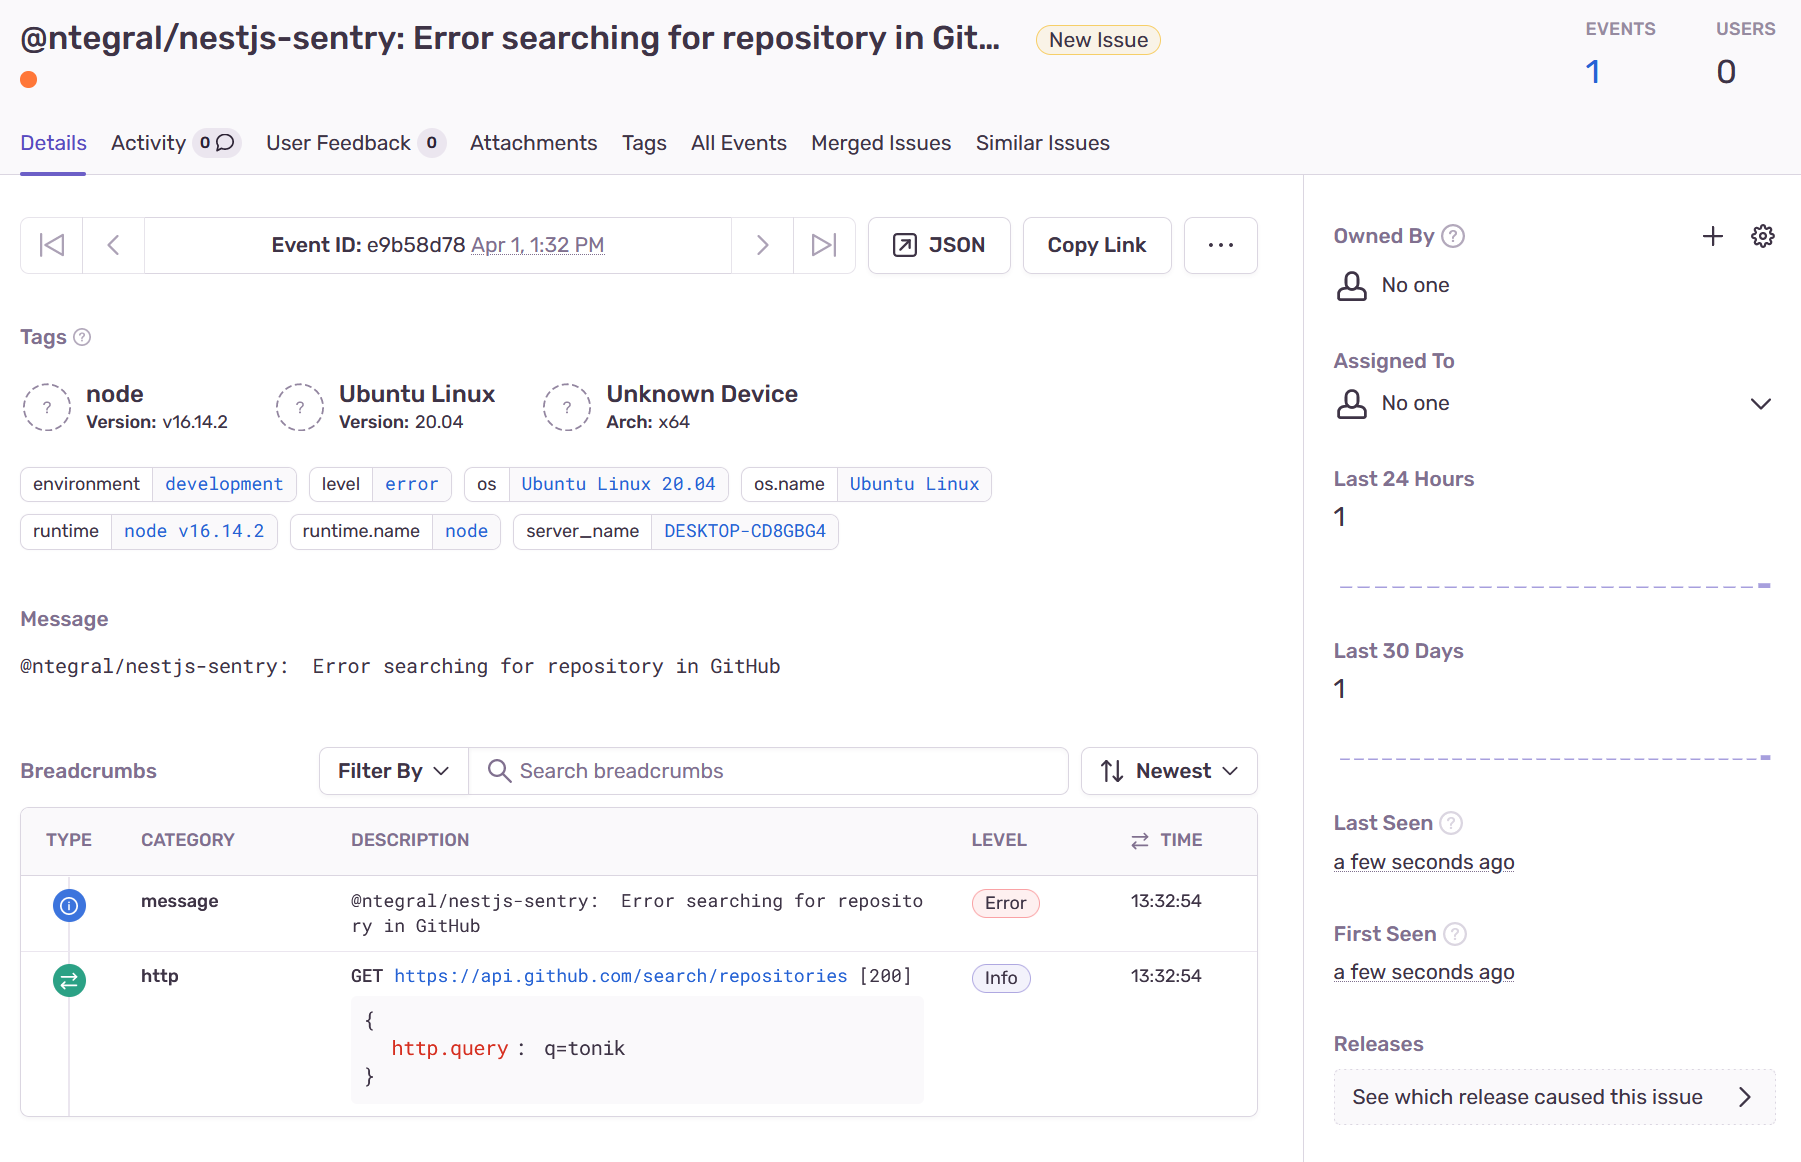 @ntegral/nestjs-sentry: Error searching for repository in Git...
New Issue
EVENTS
USERS
1
0
Details
Activity 0
User Feedback 0
Attachments
Tags
All Events
Merged Issues
Similar Issues
Event ID: e9b58d78 Apr 1, 1:32 PM
JSON
Copy Link
...
Tags ?
? node
Version: v16.14.2
? Ubuntu Linux
Version: 20.04
? Unknown Device
Arch: x64
environment development
level error
os Ubuntu Linux 20.04
os.name Ubuntu Linux
runtime node v16.14.2
runtime.name node
server_name DESKTOP-CD8GBG4
Message
@ntegral/nestjs-sentry: Error searching for repository in GitHub
Breadcrumbs
Filter By
Search breadcrumbs
Newest
TYPE CATEGORY DESCRIPTION LEVEL TIME
message
@ntegral/nestjs-sentry: Error searching for reposito
ry in GitHub
Error
13:32:54
http
GET https://api.github.com/search/repositories [200]
Info
13:32:54
{
http.query : q=tonik
}
Owned By ?
No one
Assigned To
No one
Last 24 Hours
1
Last 30 Days
1
Last Seen ?
a few seconds ago
First Seen ?
a few seconds ago
Releases
See which release caused this issue